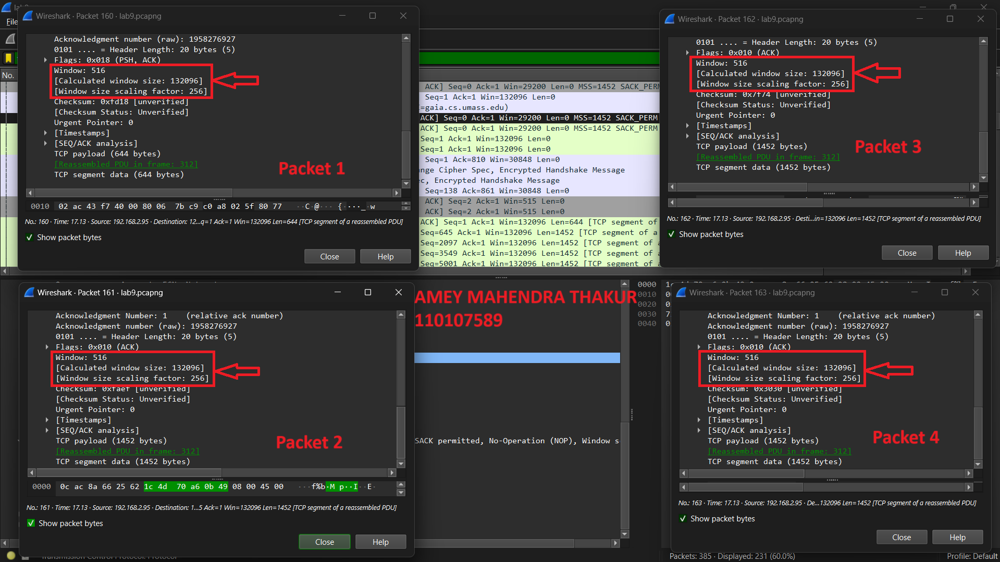 File
No.
Wireshark · Packet 160 · lab9.pcapng
Acknowledgment number (raw): 1958276927
0101 .... = Header Length: 20 bytes (5)
Flags: 0x018 (PSH, ACK)
Window: 516
[Calculated window size: 132096]
[Window size scaling factor: 256]
Checksum: 0xfd18 [unverified]
[Checksum Status: Unverified]
Urgent Pointer: 0
[Timestamps]
[SEQ/ACK analysis]
TCP payload (644 bytes)
[Reassembled PDU in frame: 312]
TCP segment data (644 bytes)
Packet 1
0010 02 ac 43 f7 40 00 80 06 7b c9 c0 a8 02 5f 80 77 ··C·@··· {····_·w
No.: 160 · Time: 17.13 · Source: 192.168.2.95 · Destination: 12...q=1 Ack=1 Win=132096 Len=644 [TCP segment of a reassembled PDU]
Show packet bytes
Close Help
ACK] Seq=0 Ack=1 Win=29200 Len=0 MSS=1452 SACK_PERM
Seq=1 Ack=1 Win=132096 Len=0
=gaia.cs.umass.edu)
ACK] Seq=0 Ack=1 Win=29200 Len=0 MSS=1452 SACK_PERM
ACK] Seq=0 Ack=1 Win=29200 Len=0 MSS=1452 SACK_PERM
Seq=1 Ack=1 Win=132096 Len=0
Seq=1 Ack=1 Win=132096 Len=0
Seq=1 Ack=810 Win=30848 Len=0
nge Cipher Spec, Encrypted Handshake Message
c, Encrypted Handshake Message
Seq=138 Ack=861 Win=30848 Len=0
ACK] Seq=2 Ack=1 Win=515 Len=0
ACK] Seq=2 Ack=1 Win=515 Len=0
ACK] Seq=1 Ack=1 Win=132096 Len=644 [TCP segment of
Seq=645 Ack=1 Win=132096 Len=1452 [TCP segment of a
Seq=2097 Ack=1 Win=132096 Len=1452 [TCP segment of a
Seq=3549 Ack=1 Win=132096 Len=1452 [TCP segment of a
Seq=5001 Ack=1 Win=132096 Len=1452 [TCP segment of a
Wireshark · Packet 162 · lab9.pcapng
0101 .... = Header Length: 20 bytes (5)
Flags: 0x010 (ACK)
Window: 516
[Calculated window size: 132096]
[Window size scaling factor: 256]
Checksum: 0x7f74 [unverified]
[Checksum Status: Unverified]
Urgent Pointer: 0
[Timestamps]
[SEQ/ACK analysis]
TCP payload (1452 bytes)
[Reassembled PDU in frame: 312]
TCP segment data (1452 bytes)
Packet 3
No.: 162 · Time: 17.13 · Source: 192.168.2.95 · Desti...in=132096 Len=1452 [TCP segment of a reassembled PDU]
Show packet bytes
Close Help
Wireshark · Packet 161 · lab9.pcapng
Acknowledgment Number: 1 (relative ack number)
Acknowledgment number (raw): 1958276927
0101 .... = Header Length: 20 bytes (5)
Flags: 0x010 (ACK)
Window: 516
[Calculated window size: 132096]
[Window size scaling factor: 256]
Checksum: 0xfaef [unverified]
[Checksum Status: Unverified]
Urgent Pointer: 0
[Timestamps]
[SEQ/ACK analysis]
TCP payload (1452 bytes)
[Reassembled PDU in frame: 312]
TCP segment data (1452 bytes)
Packet 2
0000 0c ac 8a 66 25 62 1c 4d 70 a6 0b 49 08 00 45 00 ···f%b·M p··I··E·
No.: 161 · Time: 17.13 · Source: 192.168.2.95 · Destination: 1...5 Ack=1 Win=132096 Len=1452 [TCP segment of a reassembled PDU]
Show packet bytes
Close Help
AMEY MAHENDRA THAKUR
110107589
SACK permitted, No-Operation (NOP), Window s
0000
0010
0020
0030
0040
Wireshark · Packet 163 · lab9.pcapng
Acknowledgment Number: 1 (relative ack number)
Acknowledgment number (raw): 1958276927
0101 .... = Header Length: 20 bytes (5)
Flags: 0x010 (ACK)
Window: 516
[Calculated window size: 132096]
[Window size scaling factor: 256]
Checksum: 0x3030 [unverified]
[Checksum Status: Unverified]
Urgent Pointer: 0
[Timestamps]
[SEQ/ACK analysis]
TCP payload (1452 bytes)
[Reassembled PDU in frame: 312]
TCP segment data (1452 bytes)
Packet 4
No.: 163 · Time: 17.13 · Source: 192.168.2.95 · De...132096 Len=1452 [TCP segment of a reassembled PDU]
Show packet bytes
Close Help
Packets: 385 · Displayed: 231 (60.0%)
Profile: Default